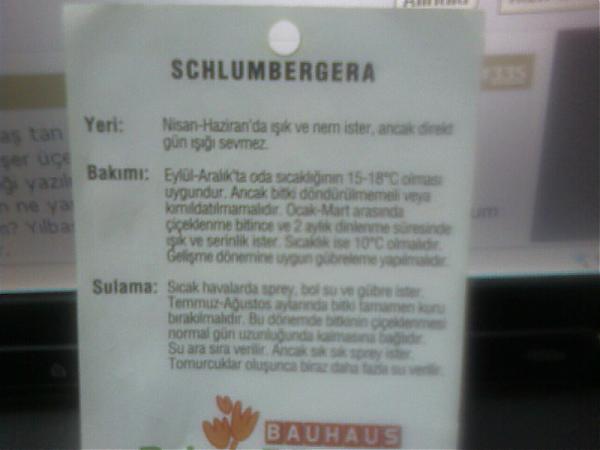 SCHLUMBERGERA
Yeri: Nisan-Haziran'da ışık ve nem ister, ancak direkt
gün ışığı sevmez.
Bakımı: Eylül-Aralık'ta oda sıcaklığının 15-18°C olması
uygundur. Ancak bitki döndürülmemeli veya
kımıldatılmamalıdır. Ocak-Mart arasında
çiçeklenme bitince ve 2 aylık dinlenme süresinde
ışık ve serinlik ister. Sıcaklık ise 10°C olmalıdır.
Gelişme dönemine uygun gübreleme yapılmalıdır.
Sulama: Sıcak havalarda sprey, bol su ve gübre ister.
Temmuz-Ağustos aylarında bitki tamamen kuru
bırakılmalıdır. Bu dönemde bitkinin çiçeklenmesi
normal gün uzunluğunda kalmasına bağlıdır.
Su ara sıra verilir. Ancak sık sık sprey ister.
Tomurcuklar oluşunca biraz daha fazla su verilir.
BAUHAUS